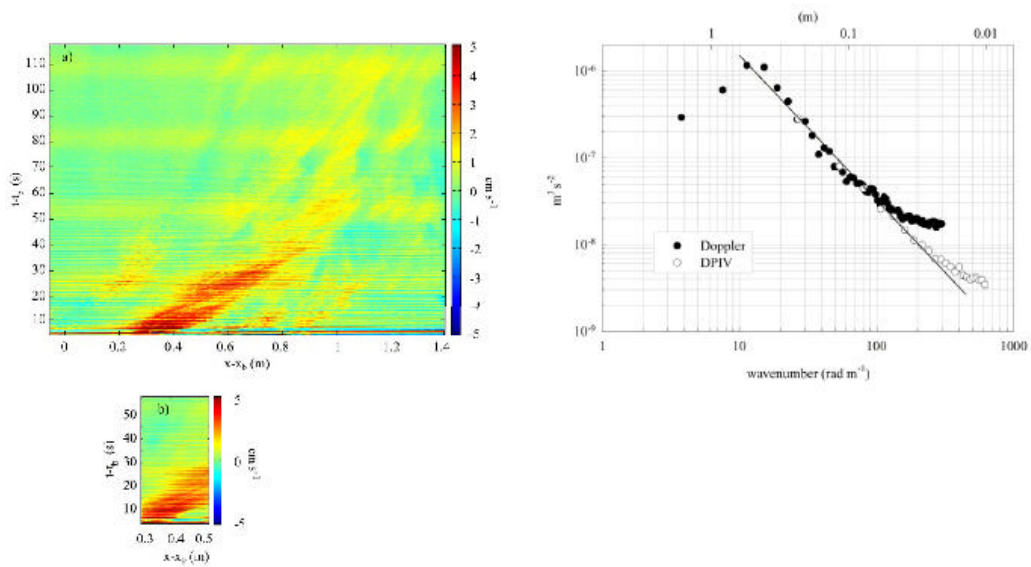 a)
110
100
90
80
70
60
50
40
30
20
10
t-t_b (s)
0 0.2 0.4 0.6 0.8 1 1.2 1.4
x-x_b (m)
5
4
3
2
1
0
-1
-2
-3
-4
-5
cm s⁻¹
b)
50
40
30
20
10
t-t_b (s)
0.3 0.4 0.5
x-x_b (m)
5
0
-5
cm s⁻¹
(m)
1 0.1 0.01
10⁻⁶
10⁻⁷
10⁻⁸
10⁻⁹
m³ s⁻²
Doppler
DPIV
1 10 100 1000
wavenumber (rad m⁻¹)